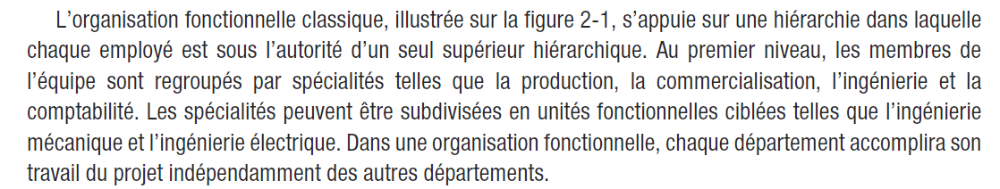 L’organisation fonctionnelle classique, illustrée sur la figure 2-1, s’appuie sur une hiérarchie dans laquelle
chaque employé est sous l’autorité d’un seul supérieur hiérarchique. Au premier niveau, les membres de
l’équipe sont regroupés par spécialités telles que la production, la commercialisation, l’ingénierie et la
comptabilité. Les spécialités peuvent être subdivisées en unités fonctionnelles ciblées telles que l’ingénierie
mécanique et l’ingénierie électrique. Dans une organisation fonctionnelle, chaque département accomplira son
travail du projet indépendamment des autres départements.